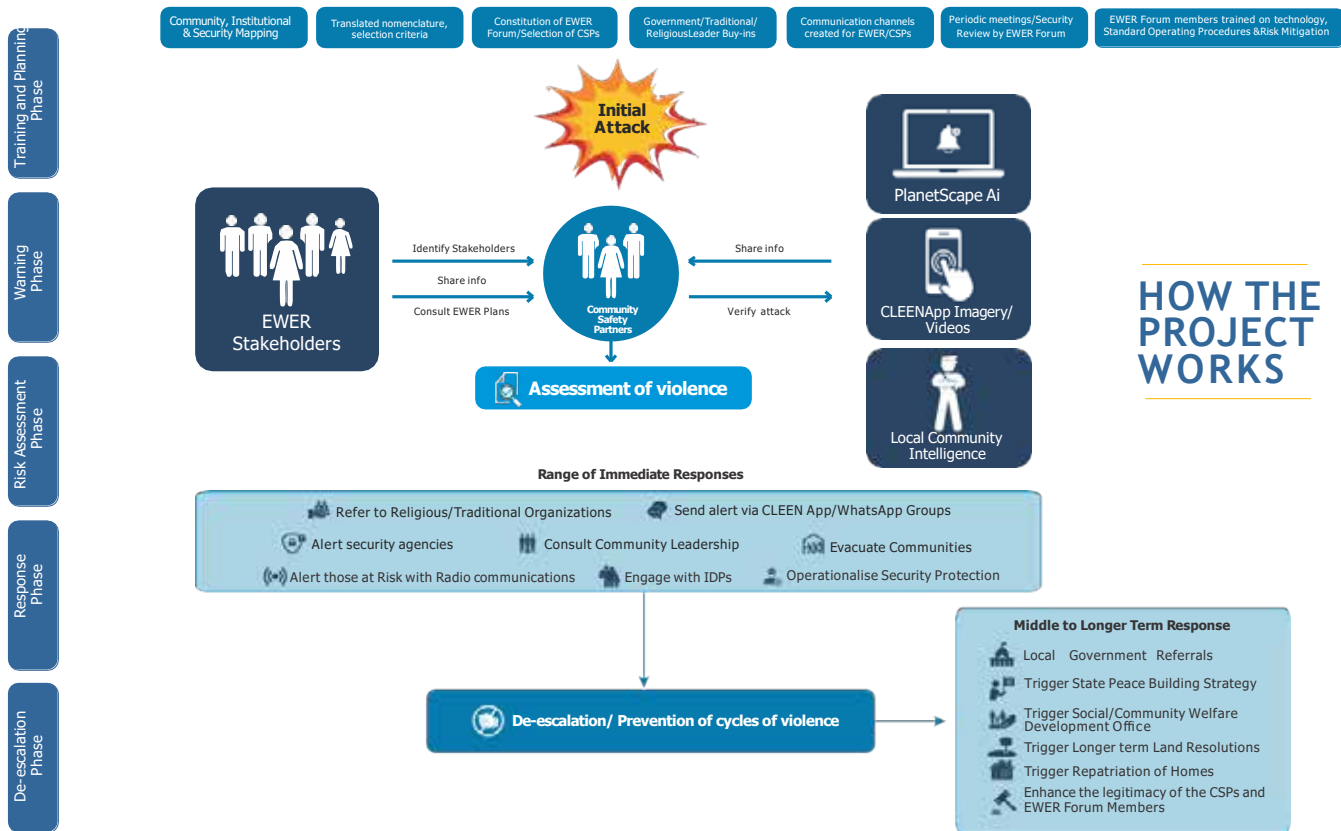 Training and Planning
Phase
Community, Institutional
& Security Mapping
Translated nomenclature,
selection criteria
Constitution of EWER
Forum/Selection of CSPs
Government/Traditional/
ReligiousLeader Buy-ins
Communication channels
created for EWER/CSPs
Periodic meetings/Security
Review by EWER Forum
EWER Forum members trained on technology,
Standard Operating Procedures &Risk Mitigation
Initial
Attack
PlanetScape Ai
Warning
Phase
EWER
Stakeholders
Identify Stakeholders
Share info
Consult EWER Plans
Community
Safety
Partners
Share info
Verify attack
CLEENApp Imagery/
Videos
HOW THE
PROJECT
WORKS
Risk Assessment
Phase
Assessment of violence
Local Community
Intelligence
Range of Immediate Responses
Response
Phase
Refer to Religious/Traditional Organizations
Send alert via CLEEN App/WhatsApp Groups
Alert security agencies
Consult Community Leadership
Evacuate Communities
Alert those at Risk with Radio communications
Engage with IDPs
Operationalise Security Protection
De-escalation
Phase
De-escalation/ Prevention of cycles of violence
Middle to Longer Term Response
Local Government Referrals
Trigger State Peace Building Strategy
Trigger Social/Community Welfare
Development Office
Trigger Longer term Land Resolutions
Trigger Repatriation of Homes
Enhance the legitimacy of the CSPs and
EWER Forum Members